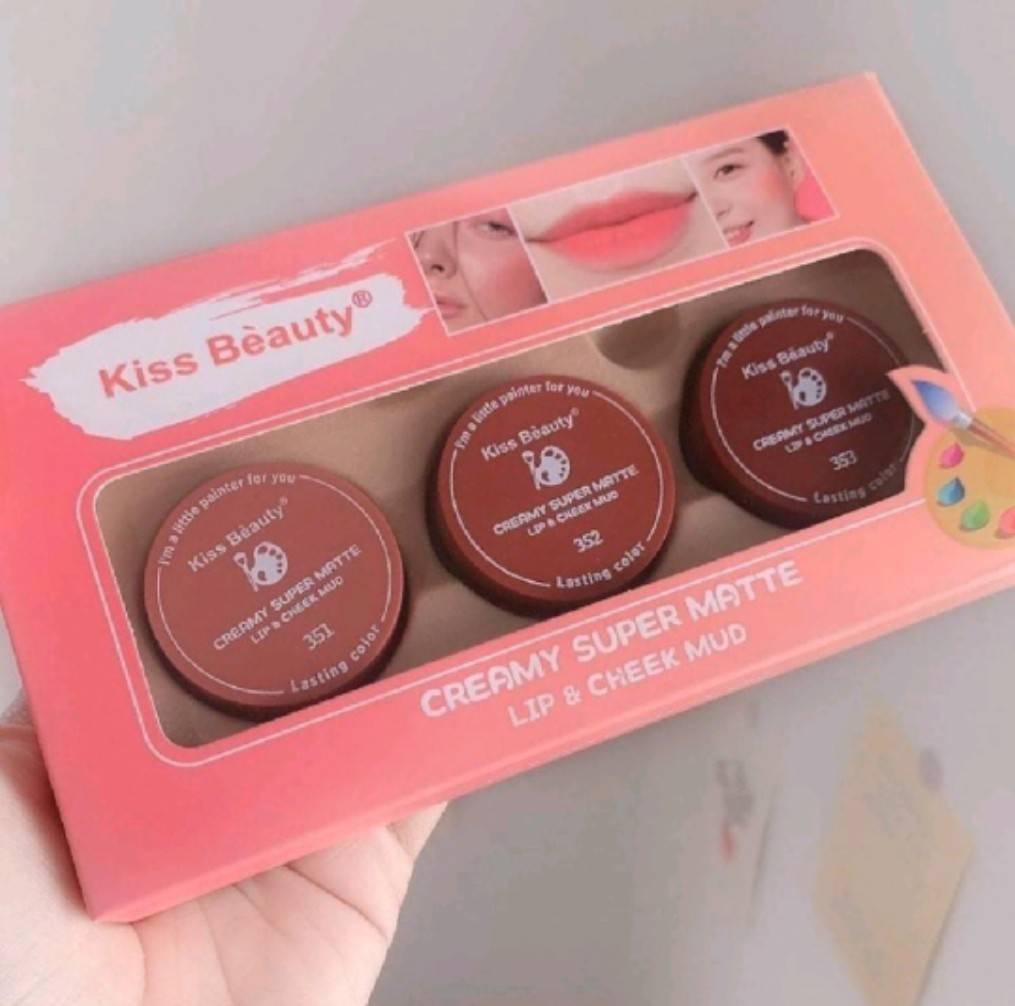 Kiss Bèauty®
I'm a little painter for you
Kiss Bèauty®
CREAMY SUPER MATTE
LIP & CHEEK MUD
351
Lasting color
I'm a little painter for you
Kiss Bèauty®
CREAMY SUPER MATTE
LIP & CHEEK MUD
352
Lasting color
I'm a little painter for you
Kiss Bèauty®
CREAMY SUPER MATTE
LIP & CHEEK MUD
353
Lasting color
CREAMY SUPER MATTE
LIP & CHEEK MUD